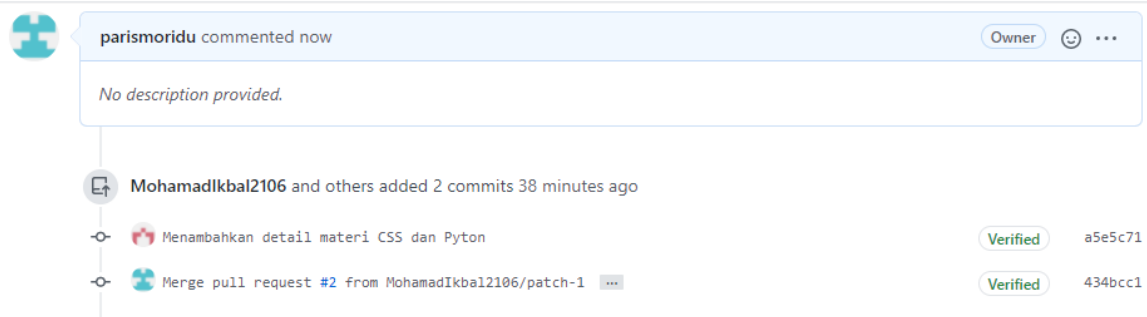 parismoridu commented now Owner
No description provided.
MohamadIkbal2106 and others added 2 commits 38 minutes ago
Menambahkan detail materi CSS dan Pyton Verified a5e5c71
Merge pull request #2 from MohamadIkbal2106/patch-1 ... Verified 434bcc1